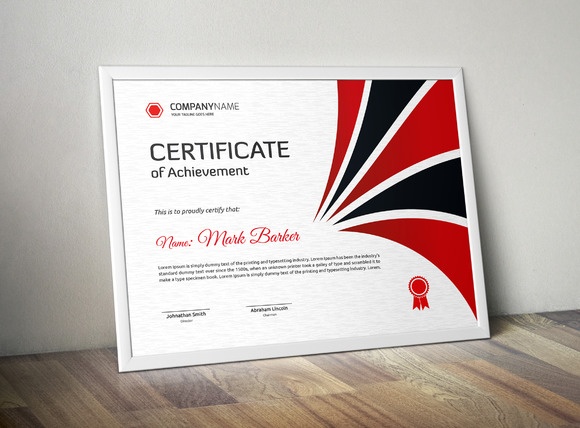 COMPANYNAME
YOUR TAGLINE GOES HERE
CERTIFICATE
of Achievement
This is to proudly certify that:
Name: Mark Barker
Lorem Ipsum is simply dummy text of the printing and typesetting industry. Lorem Ipsum has been the industry's
standard dummy text ever since the 1500s, when an unknown printer took a galley of type and scrambled it to
make a type specimen book. Lorem Ipsum is simply dummy text of the printing and typesetting industry. Lorem.
Johnathan Smith
Director
Abraham Lincoln
Chairman